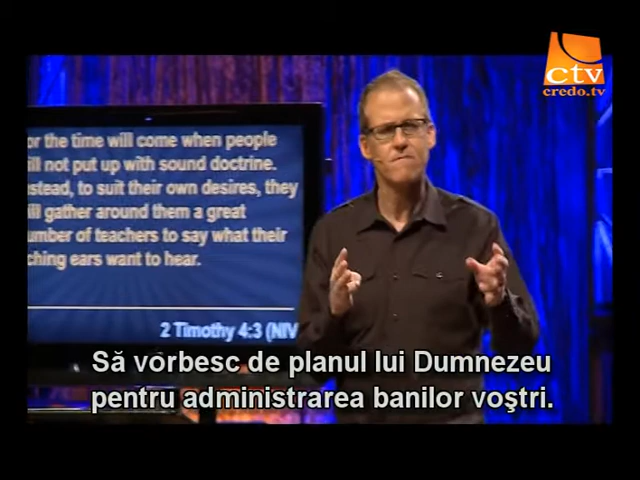 ctv
credo.tv
or the time will come when people
ill not put up with sound doctrine.
stead, to suit their own desires, they
ill gather around them a great
umber of teachers to say what their
ching ears want to hear.
2 Timothy 4:3 (NIV
Să vorbesc de planul lui Dumnezeu
pentru administrarea banilor voştri.